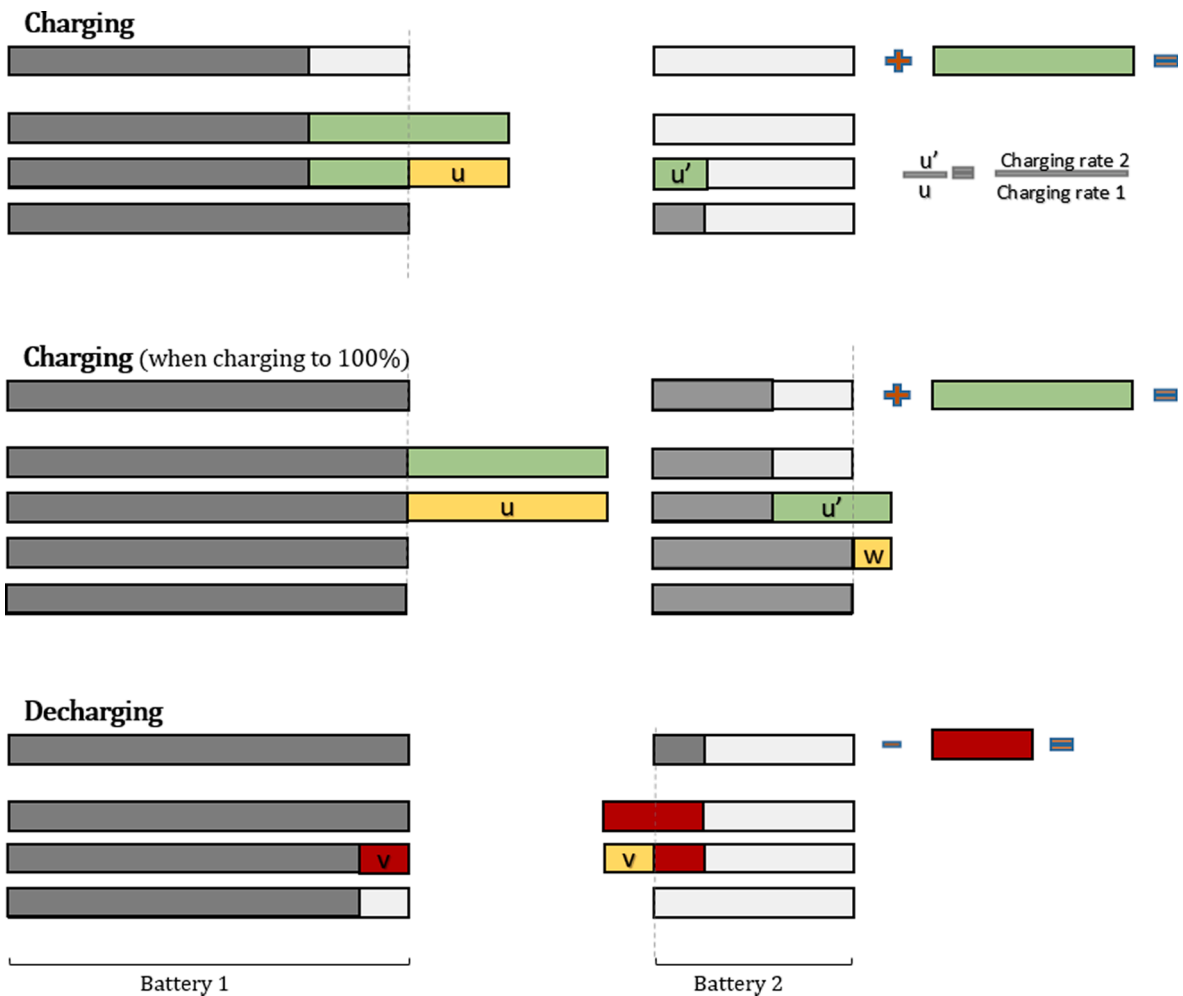 Charging
u
u'
u'
u
Charging rate 2
Charging rate 1
Charging (when charging to 100%)
u
u'
w
Decharging
v
v
Battery 1
Battery 2